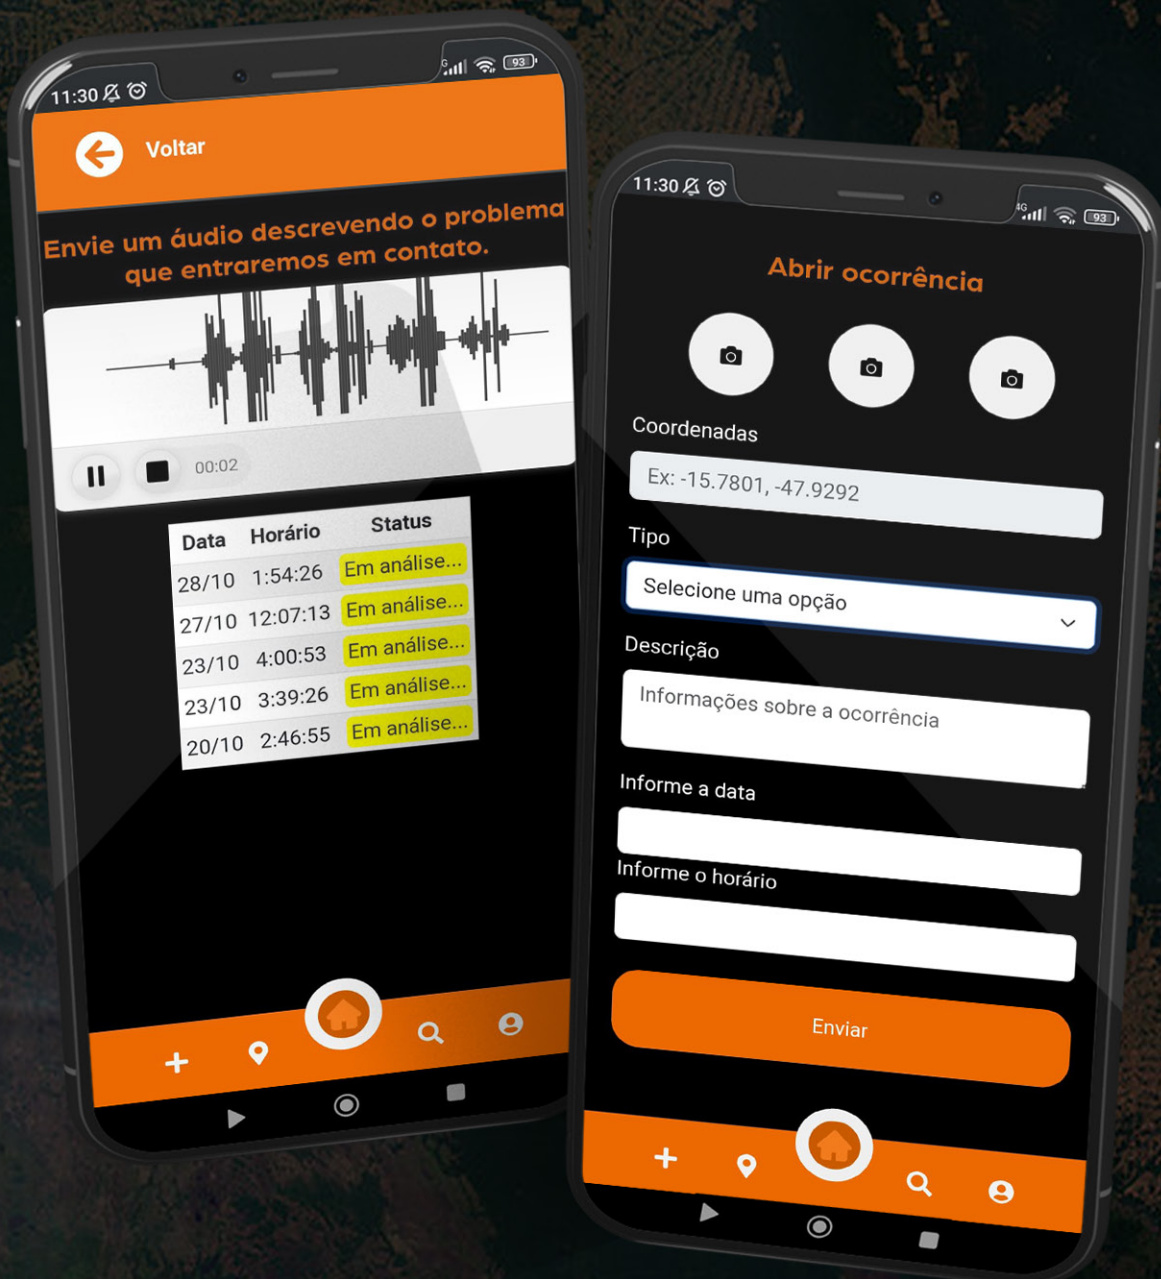 11:30
93
Voltar
Envie um áudio descrevendo o problema
que entraremos em contato.
00:02
Data Horário Status
28/10 1:54:26 Em análise...
27/10 12:07:13 Em análise...
23/10 4:00:53 Em análise...
23/10 3:39:26 Em análise...
20/10 2:46:55 Em análise...
11:30
4G 93
Abrir ocorrência
Coordenadas
Ex: -15.7801, -47.9292
Tipo
Selecione uma opção
Descrição
Informações sobre a ocorrência
Informe a data
Informe o horário
Enviar